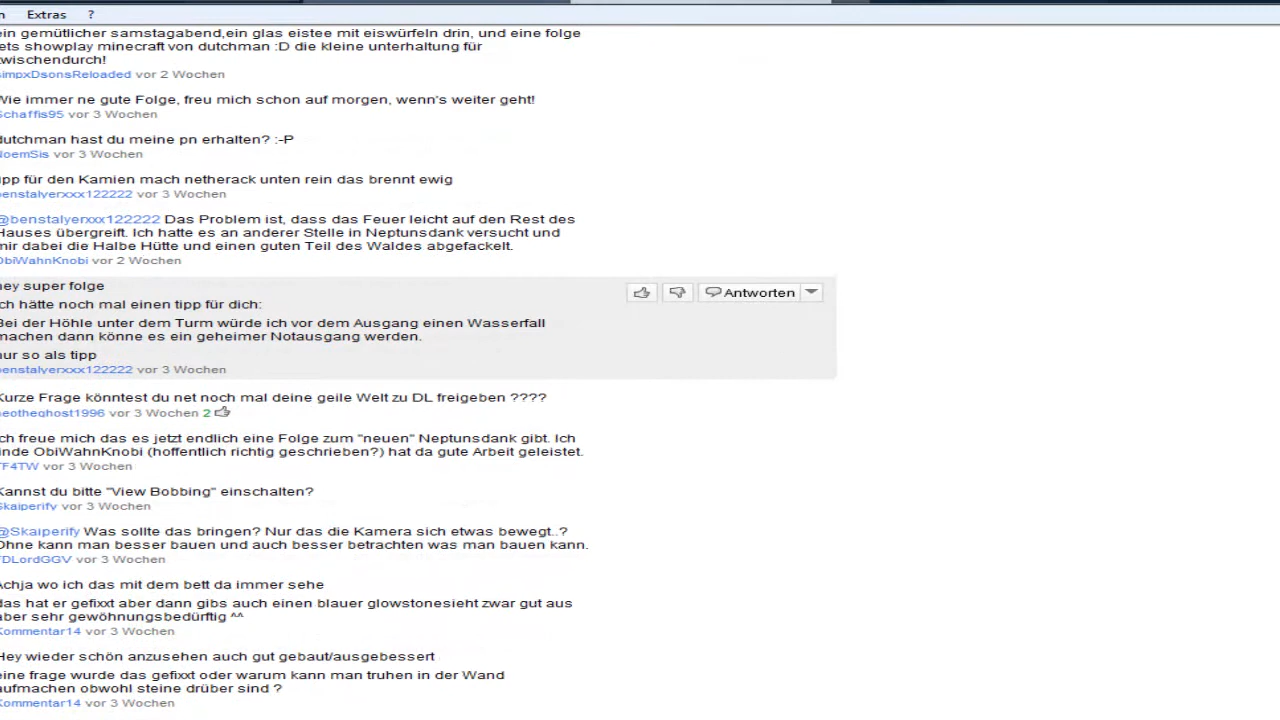 n Extras ?
ein gemütlicher samstagabend,ein glas eistee mit eiswürfeln drin, und eine folge
lets showplay minecraft von dutchman :D die kleine unterhaltung für
zwischendurch!
simpxDsonsReloaded vor 2 Wochen
Wie immer ne gute Folge, freu mich schon auf morgen, wenn's weiter geht!
Schaffis95 vor 3 Wochen
dutchman hast du meine pn erhalten? :-P
NoemSis vor 3 Wochen
tipp für den Kamien mach netherack unten rein das brennt ewig
benstalyerxxx122222 vor 3 Wochen
@benstalyerxxx122222 Das Problem ist, dass das Feuer leicht auf den Rest des
Hauses übergreift. Ich hatte es an anderer Stelle in Neptunsdank versucht und
mir dabei die Halbe Hütte und einen guten Teil des Waldes abgefackelt.
ObiWahnKnobi vor 2 Wochen
hey super folge
ich hätte noch mal einen tipp für dich:
Bei der Höhle unter dem Turm würde ich vor dem Ausgang einen Wasserfall
machen dann könne es ein geheimer Notausgang werden.
nur so als tipp
benstalyerxxx122222 vor 3 Wochen
Antworten
Kurze Frage könntest du net noch mal deine geile Welt zu DL freigeben ????
neotheghost1996 vor 3 Wochen 2
Ich freue mich das es jetzt endlich eine Folge zum "neuen" Neptunsdank gibt. Ich
finde ObiWahnKnobi (hoffentlich richtig geschrieben?) hat da gute Arbeit geleistet.
TF4TW vor 3 Wochen
Kannst du bitte "View Bobbing" einschalten?
Skaiperify vor 3 Wochen
@Skaiperify Was sollte das bringen? Nur das die Kamera sich etwas bewegt..?
Ohne kann man besser bauen und auch besser betrachten was man bauen kann.
TDLordGGV vor 3 Wochen
Achja wo ich das mit dem bett da immer sehe
das hat er gefixxt aber dann gibs auch einen blauer glowstonesieht zwar gut aus
aber sehr gewöhnungsbedürftig ^^
Kommentar14 vor 3 Wochen
Hey wieder schön anzusehen auch gut gebaut/ausgebessert
eine frage wurde das gefixxt oder warum kann man truhen in der Wand
aufmachen obwohl steine drüber sind ?
Kommentar14 vor 3 Wochen